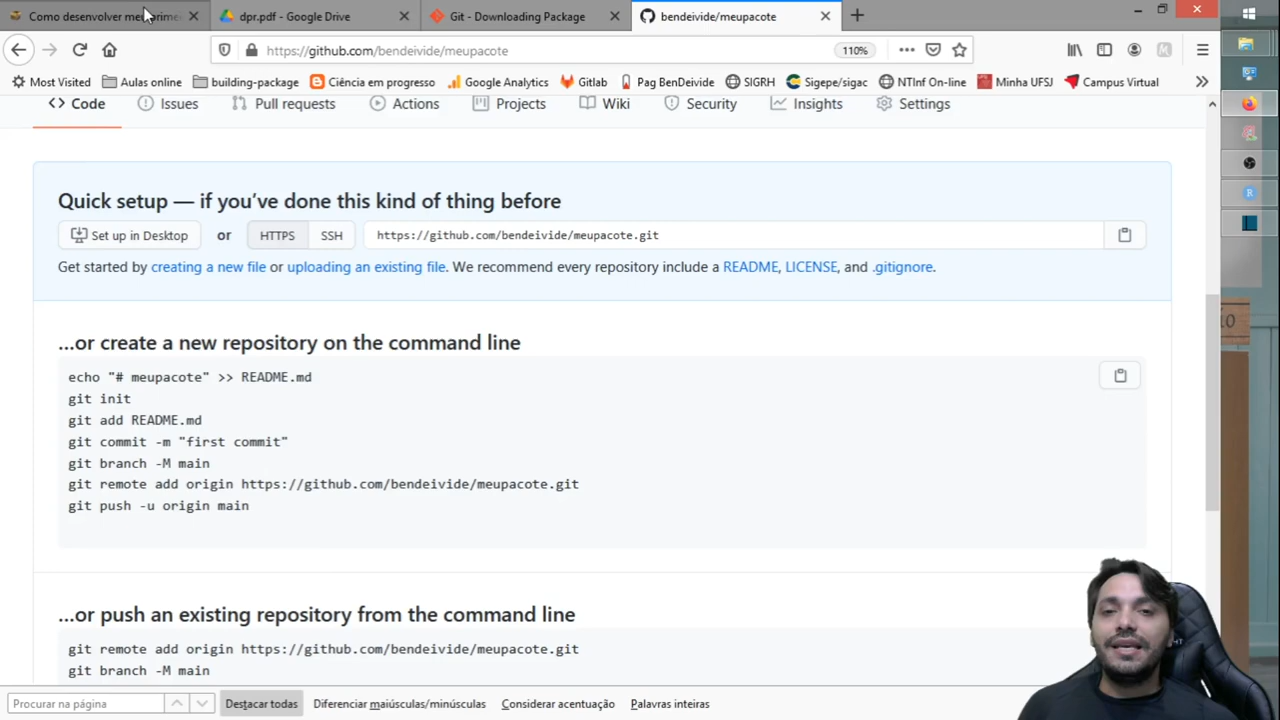 Como desenvolver meu prime
dpr.pdf - Google Drive
Git - Downloading Package
bendeivide/meupacote
https://github.com/bendeivide/meupacote
110%
Most Visited
Aulas online
building-package
Ciência em progresso
Google Analytics
Gitlab
Pag BenDeivide
SIGRH
Sigepe/sigac
NTInf On-line
Minha UFSJ
Campus Virtual
Code
Issues
Pull requests
Actions
Projects
Wiki
Security
Insights
Settings
Quick setup — if you've done this kind of thing before
Set up in Desktop or HTTPS SSH https://github.com/bendeivide/meupacote.git
Get started by creating a new file or uploading an existing file. We recommend every repository include a README, LICENSE, and .gitignore.
...or create a new repository on the command line
echo "# meupacote" >> README.md
git init
git add README.md
git commit -m "first commit"
git branch -M main
git remote add origin https://github.com/bendeivide/meupacote.git
git push -u origin main
...or push an existing repository from the command line
git remote add origin https://github.com/bendeivide/meupacote.git
git branch -M main
Procurar na página
Destacar todas
Diferenciar maiúsculas/minúsculas
Considerar acentuação
Palavras inteiras